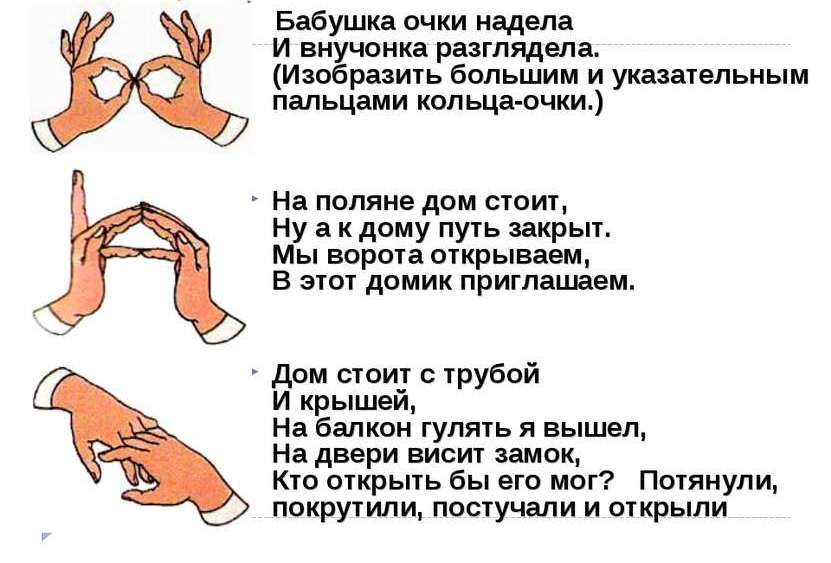 Бабушка очки надела
И внучонка разглядела.
(Изобразить большим и указательным
пальцами кольца-очки.)
На поляне дом стоит,
Ну а к дому путь закрыт.
Мы ворота открываем,
В этот домик приглашаем.
Дом стоит с трубой
И крышей,
На балкон гулять я вышел,
На двери висит замок,
Кто открыть бы его мог? Потянули,
покрутили, постучали и открыли